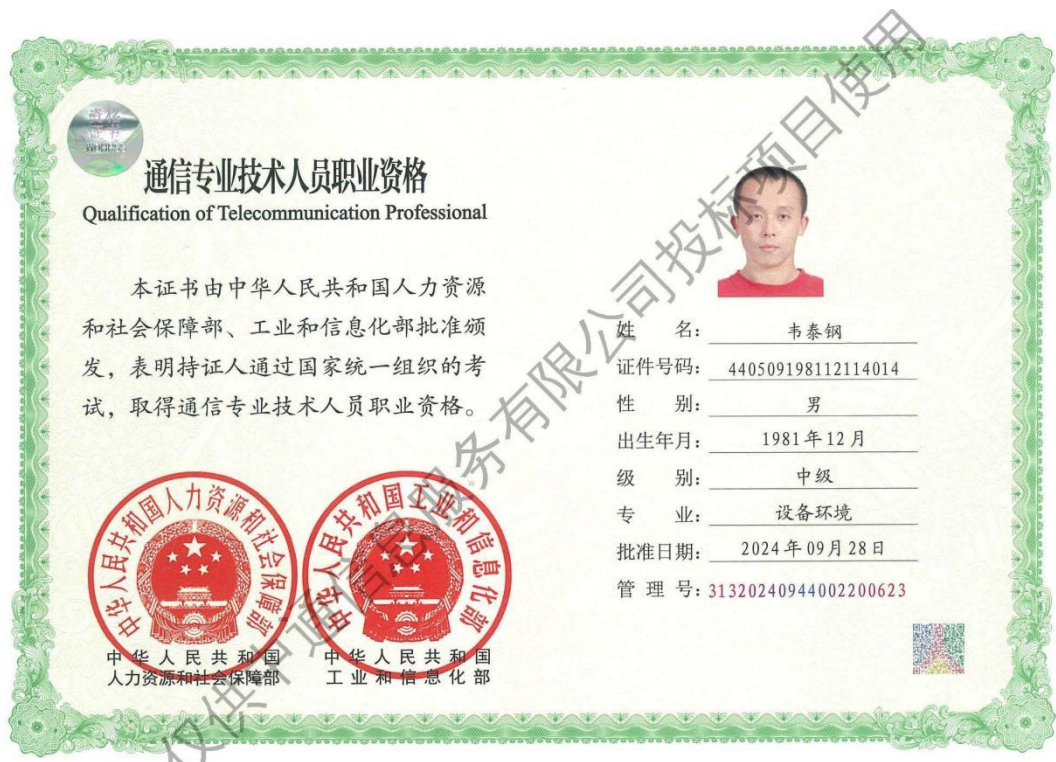 资格
证书
通信专业技术人员职业资格
Qualification of Telecommunication Professional
本证书由中华人民共和国人力资源
和社会保障部、工业和信息化部批准颁
发，表明持证人通过国家统一组织的考
试，取得通信专业技术人员职业资格。
中华人民共和国人力资源和社会保障部
中华人民共和国
人力资源和社会保障部
中华人民共和国工业和信息化部
中华人民共和国
工业和信息化部
姓 名： 韦泰钢
证件号码： 440509198112114014
性 别： 男
出生年月： 1981年12月
级 别： 中级
专 业： 设备环境
批准日期： 2024年09月28日
管 理 号： 31320240944002200623
仅供中通信息服务有限公司投标项目使用